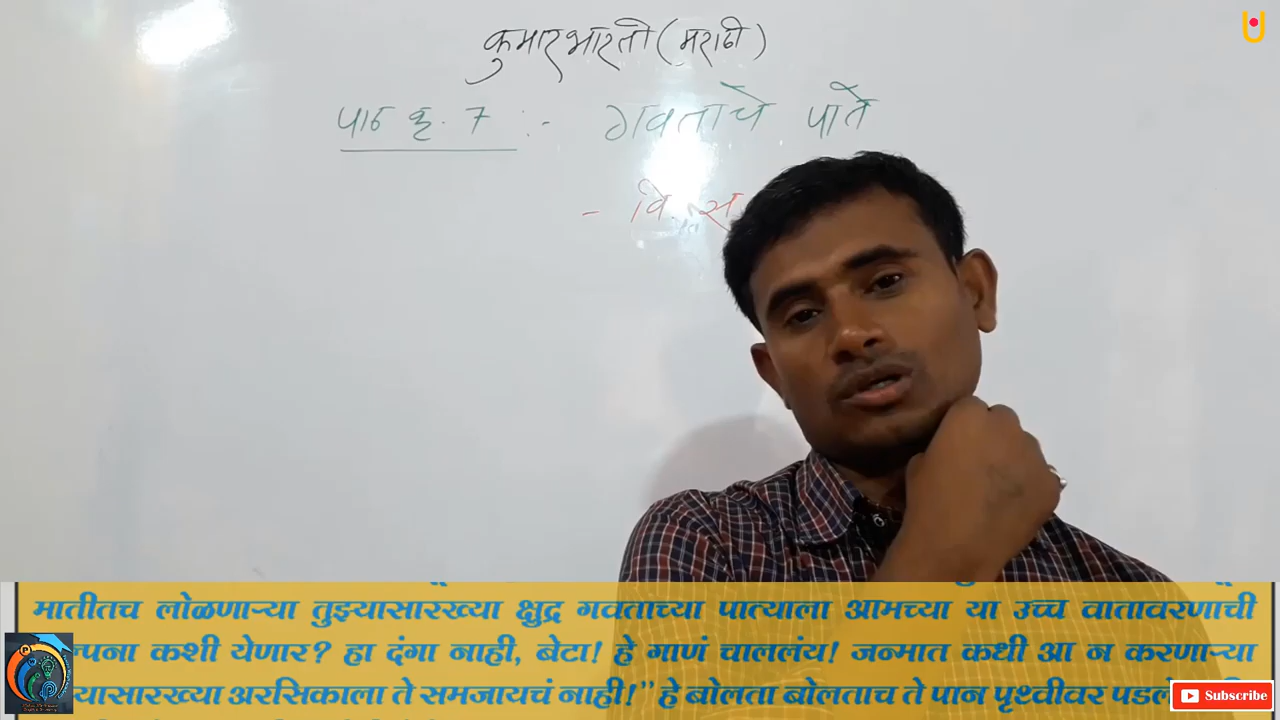 कुमारभारती (मराठी)
पाठ क्र. 7 :- गवताचे पाते
- वि. स
मातीतच लोळणाऱ्या तुझ्यासारख्या क्षुद्र गवताच्या पात्याला आमच्या या उच्च वातावरणाची
ल्पना कशी येणार? हा दंगा नाही, बेटा! हे गाणं चाललंय! जन्मात कधी आ न करणाऱ्या
यासारख्या अरसिकाला ते समजायचं नाही!" हे बोलता बोलताच ते पान पृथ्वीवर पडले
Subscribe